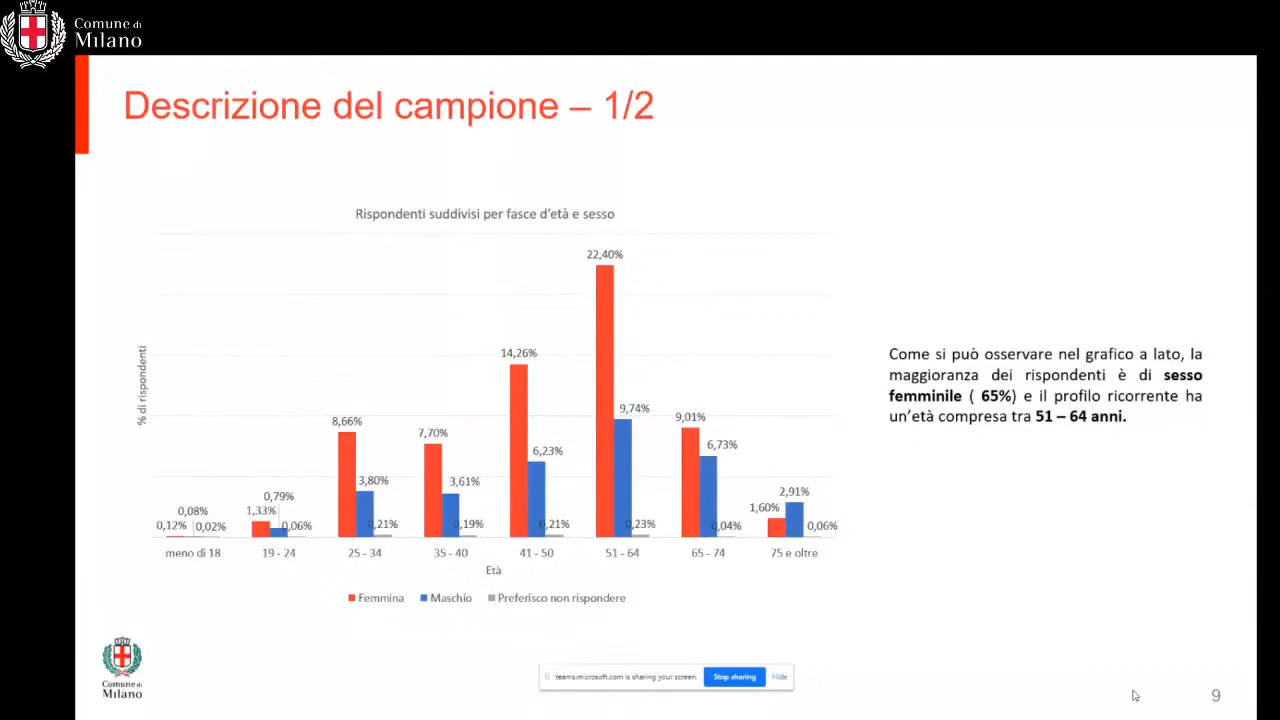 Comune di
Milano
Descrizione del campione – 1/2
Rispondenti suddivisi per fasce d'età e sesso
% di rispondenti
22,40%
14,26%
9,74%
9,01%
8,66%
7,70%
6,73%
6,23%
3,80%
3,61%
2,91%
1,60%
1,33%
0,79%
0,12%
0,08%
0,02%
0,06%
0,21%
0,19%
0,21%
0,23%
0,04%
0,06%
meno di 18
19 - 24
25 - 34
35 - 40
41 - 50
51 - 64
65 - 74
75 e oltre
Età
Femmina
Maschio
Preferisco non rispondere
Come si può osservare nel grafico a lato, la
maggioranza dei rispondenti è di sesso
femminile ( 65%) e il profilo ricorrente ha
un'età compresa tra 51 – 64 anni.
Comune di
Milano
teams.microsoft.com is sharing your screen.
Stop sharing
Hide
9